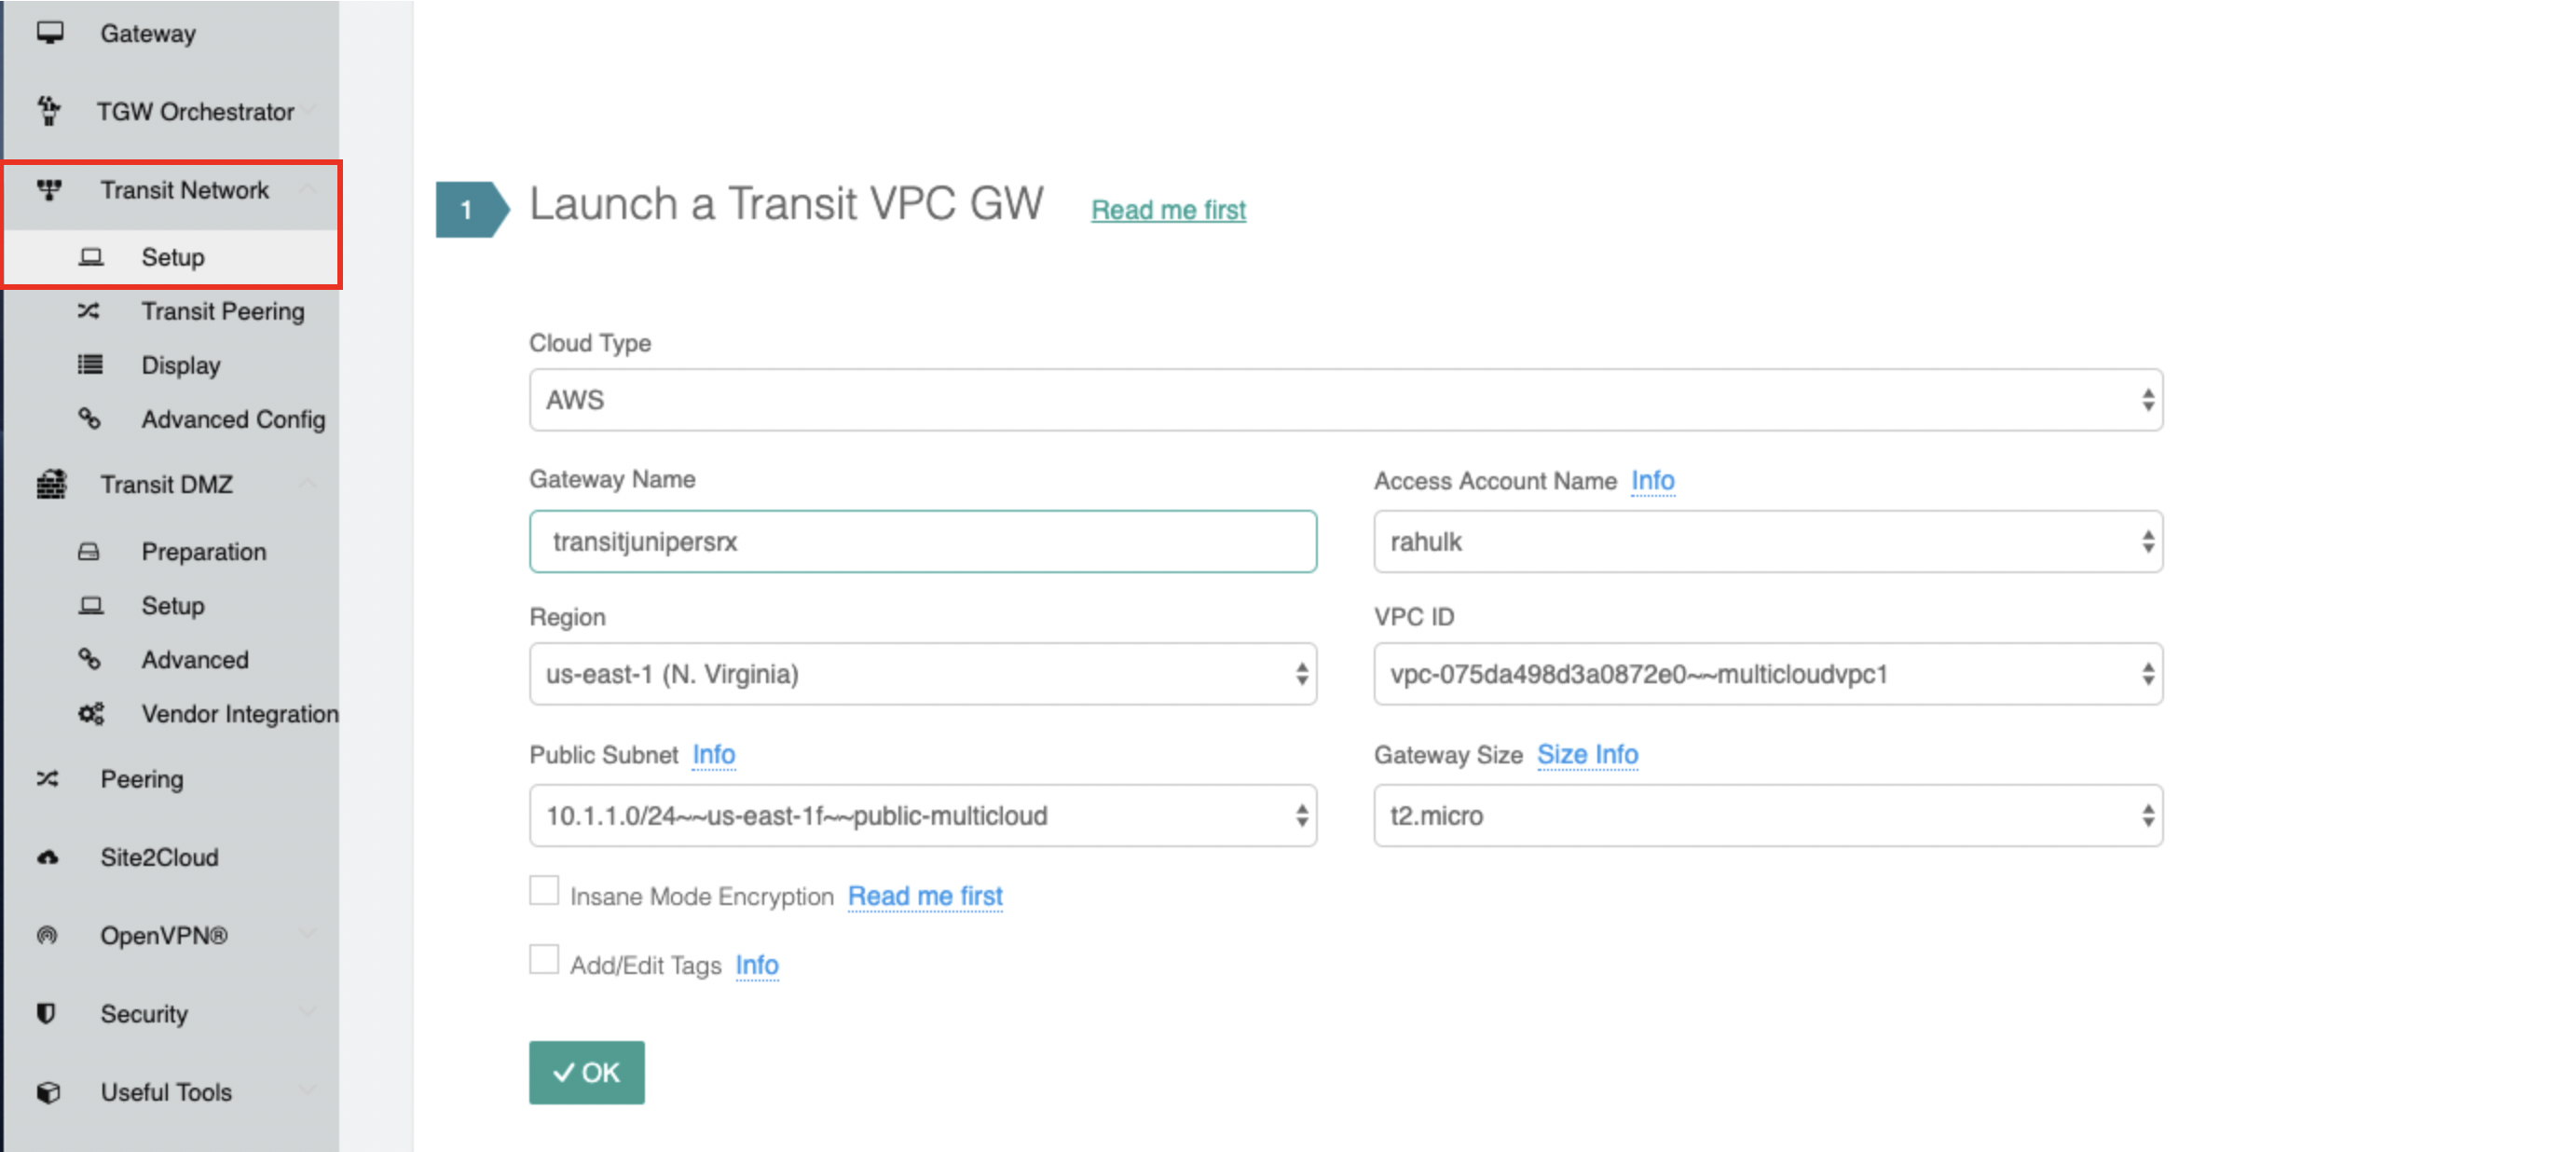 Gateway
TGW Orchestrator
Transit Network
Setup
Transit Peering
Display
Advanced Config
Transit DMZ
Preparation
Setup
Advanced
Vendor Integration
Peering
Site2Cloud
OpenVPN®
Security
Useful Tools
1 Launch a Transit VPC GW Read me first
Cloud Type
AWS
Gateway Name
transitjunipersrx
Access Account Name Info
rahulk
Region
us-east-1 (N. Virginia)
VPC ID
vpc-075da498d3a0872e0~~multicloudvpc1
Public Subnet Info
10.1.1.0/24~~us-east-1f~~public-multicloud
Gateway Size Size Info
t2.micro
Insane Mode Encryption Read me first
Add/Edit Tags Info
OK